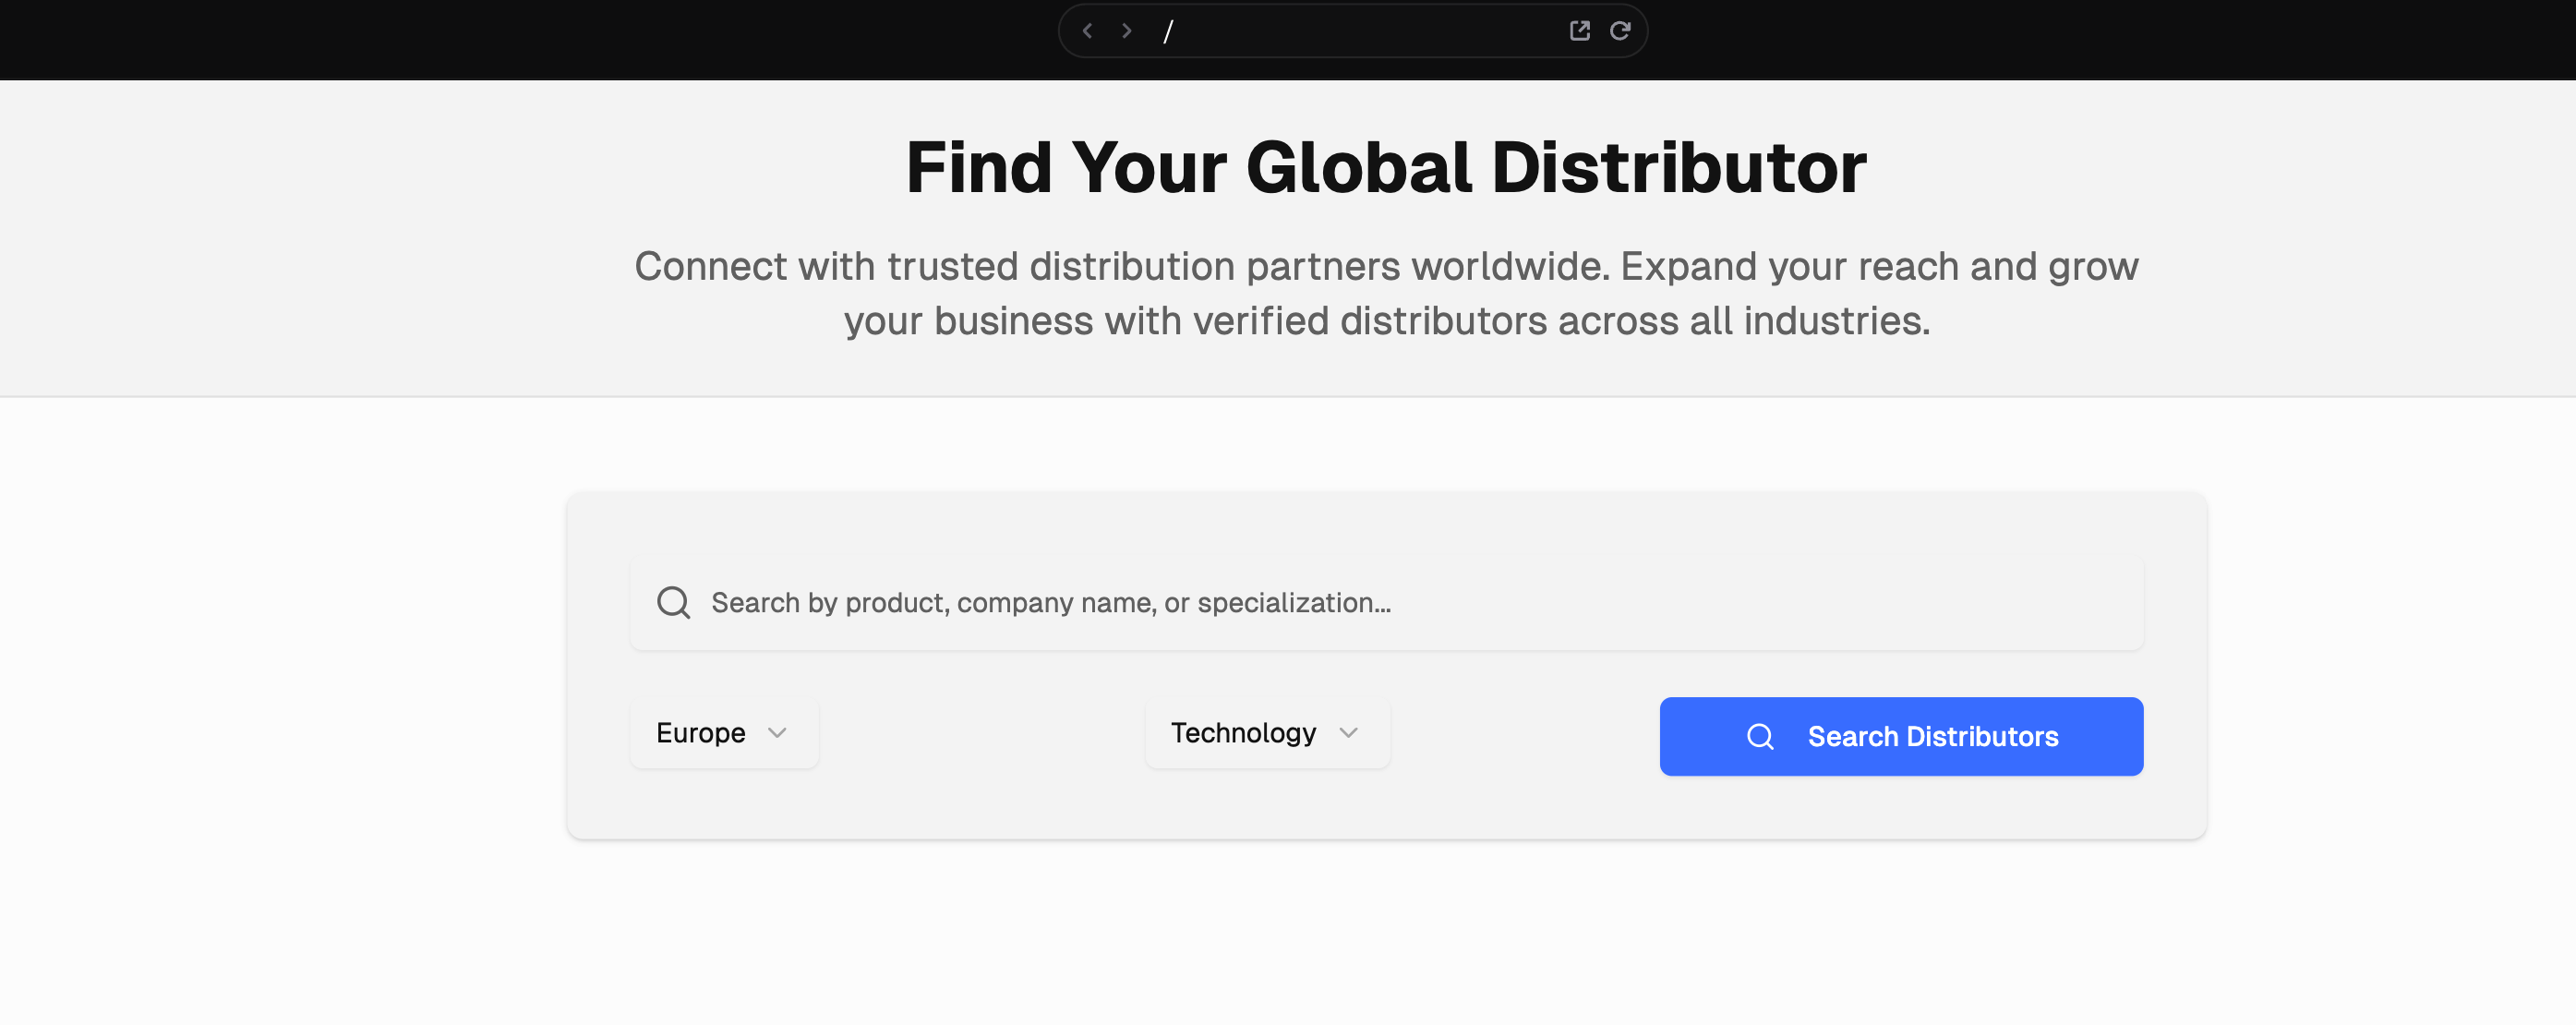 /
Find Your Global Distributor
Connect with trusted distribution partners worldwide. Expand your reach and grow
your business with verified distributors across all industries.
Search by product, company name, or specialization...
Europe
Technology
Search Distributors